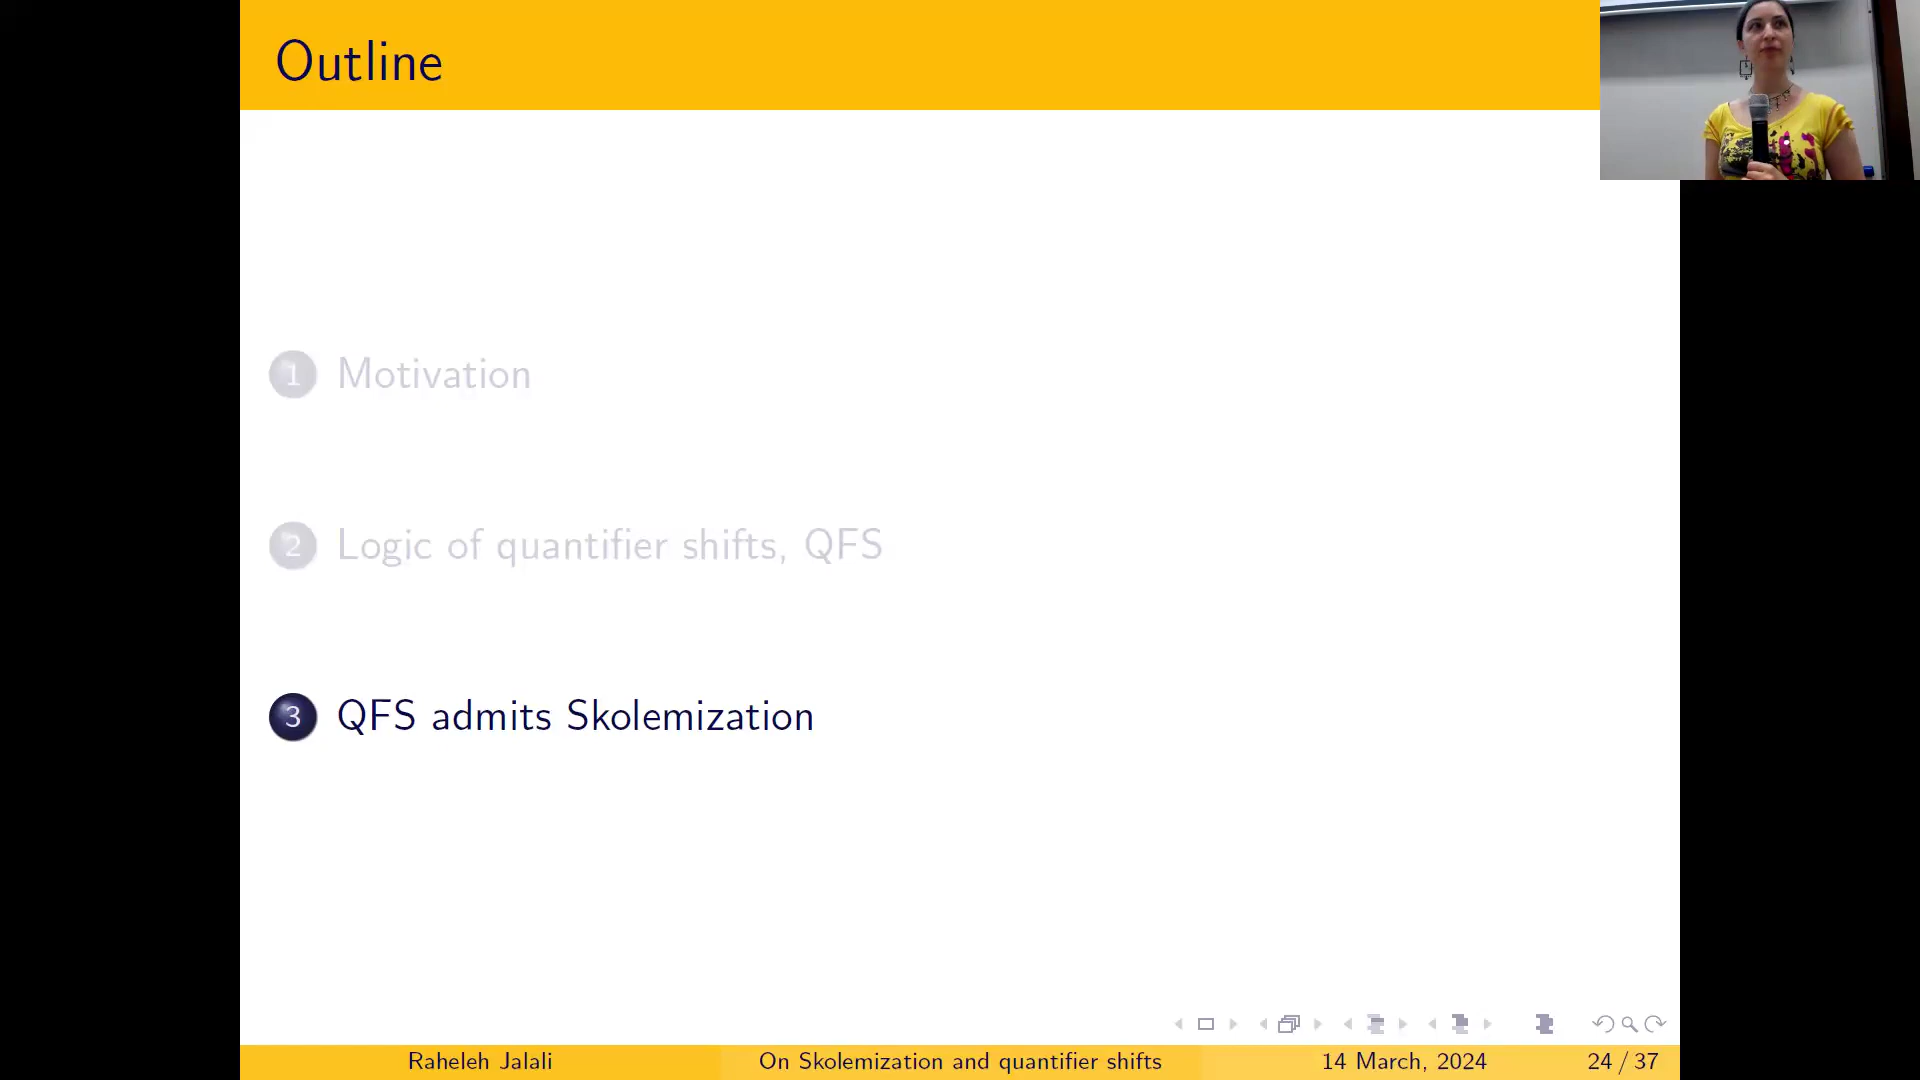 Outline
1 Motivation
2 Logic of quantifier shifts, QFS
3 QFS admits Skolemization
Raheleh Jalali On Skolemization and quantifier shifts 14 March, 2024 24 / 37